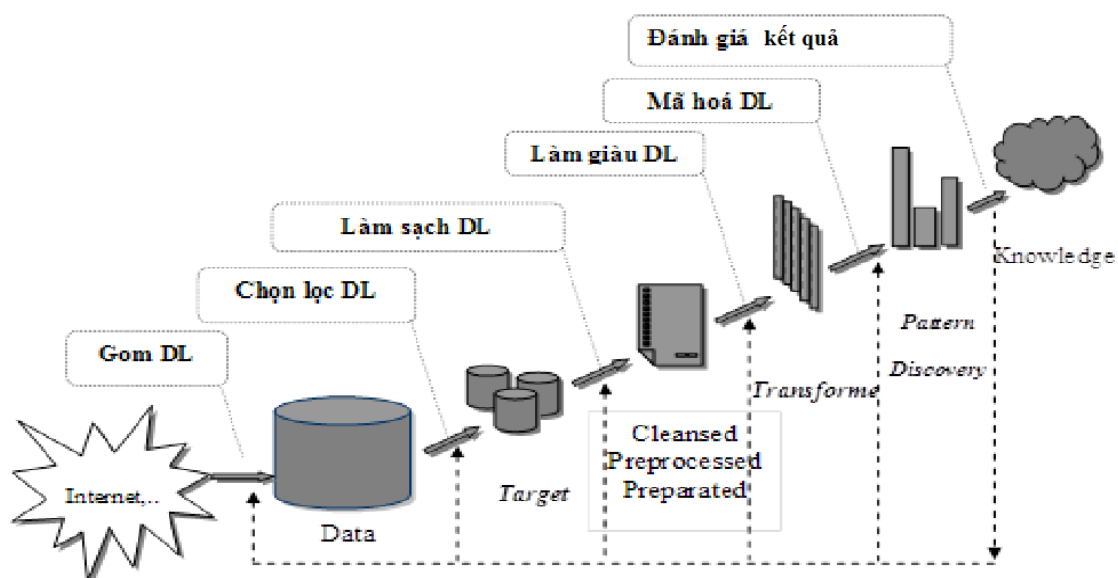 Đánh giá kết quả
Mã hoá DL
Làm giàu DL
Làm sạch DL
Chọn lọc DL
Gom DL
Internet,..
Data
Target
Cleansed
Preprocessed
Preparated
Transforme
Pattern
Discovery
Knowledge